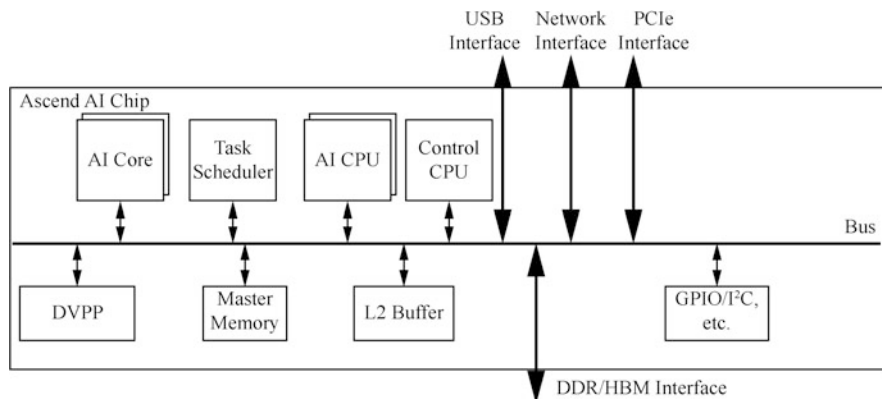 USB
Interface
Network
Interface
PCIe
Interface
Ascend AI Chip
AI Core
Task
Scheduler
AI CPU
Control
CPU
Bus
DVPP
Master
Memory
L2 Buffer
GPIO/I²C,
etc.
DDR/HBM Interface